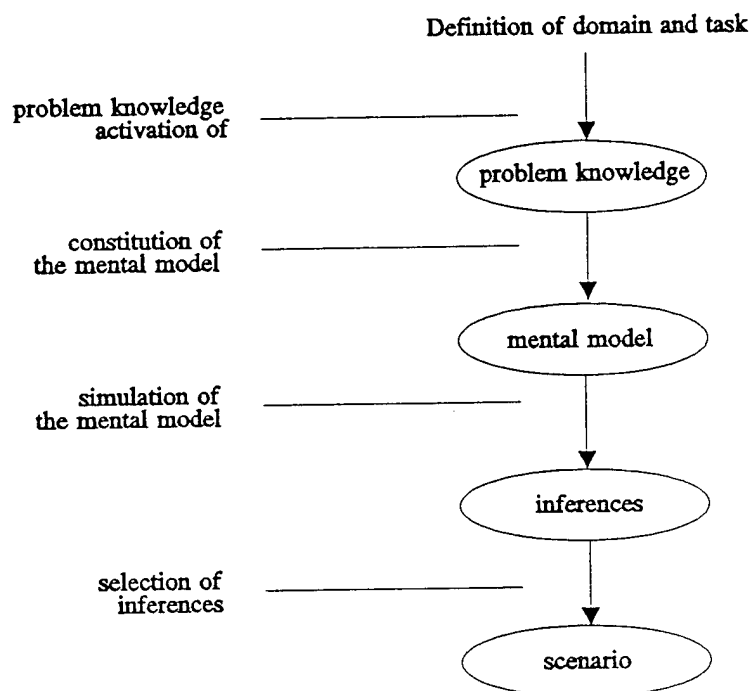 Definition of domain and task
problem knowledge
activation of
problem knowledge
constitution of
the mental model
mental model
simulation of
the mental model
inferences
selection of
inferences
scenario